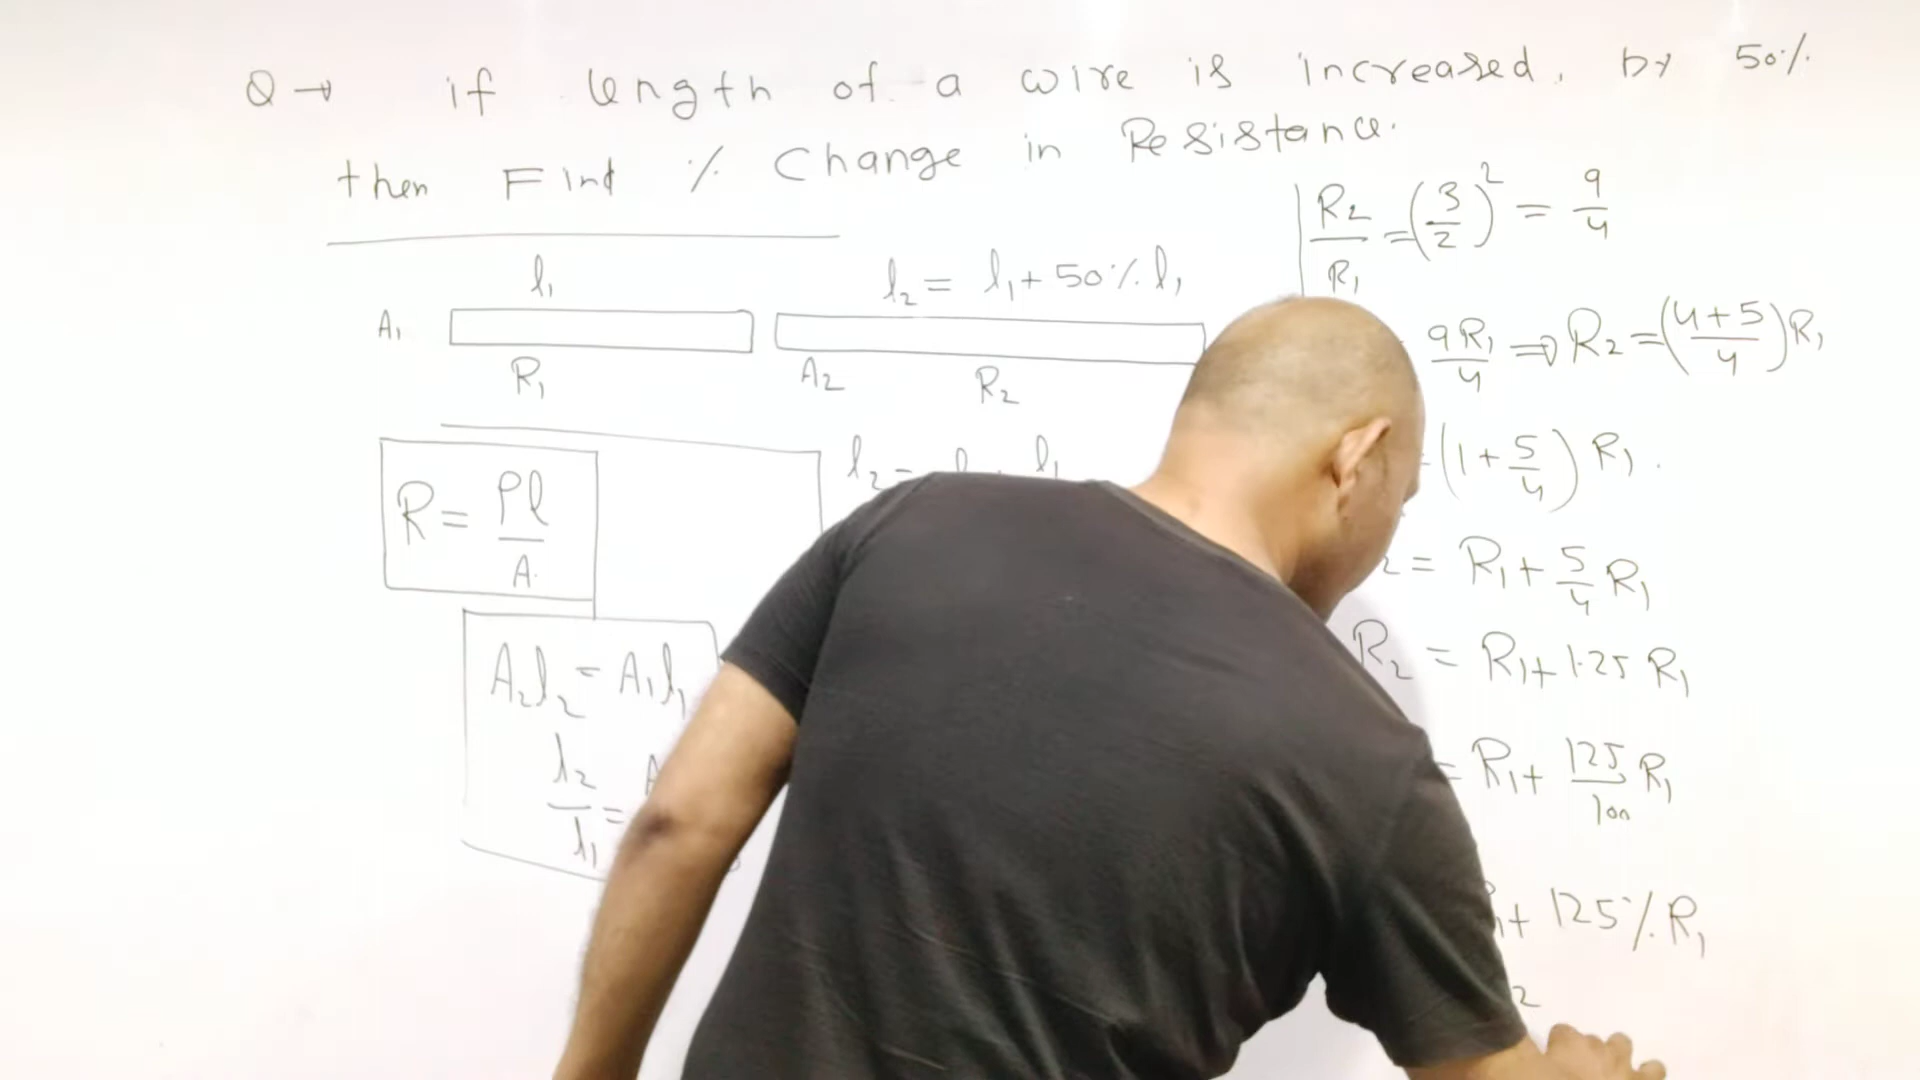 Q → if length of a wire is increased, by 50%
then Find % Change in Resistance.
l₁
l₂ = l₁ + 50% l₁
A₁
R₁
A₂
R₂
R = ρl/A
l₂ = l₁
A₂l₂ = A₁l₁
l₂/l₁ =
R₂/R₁ = (3/2)² = 9/4
9R₁/4 ⇒ R₂ = (4+5/4)R₁
(1 + 5/4) R₁.
2 = R₁ + 5/4 R₁
R₂ = R₁ + 1.25 R₁
= R₁ + 125/100 R₁
+ 125% R₁
2